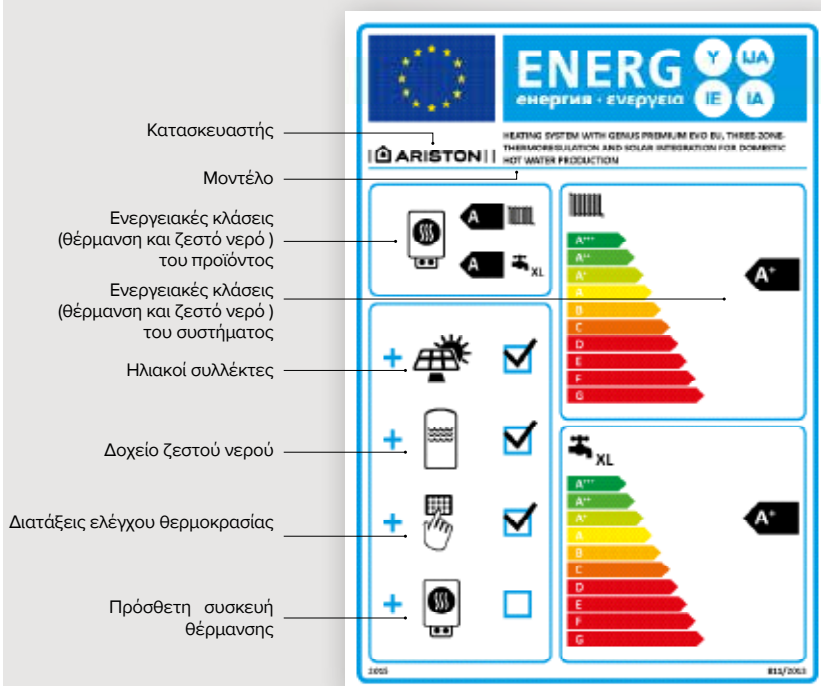 ENERG
енергия · ενεργεια
Y
IJA
IE
IA
Κατασκευαστής
ARISTON
HEATING SYSTEM WITH GENUS PREMIUM EVO EU, THREE-ZONE-
THERMOREGULATION AND SOLAR INTEGRATION FOR DOMESTIC
HOT WATER PRODUCTION
Μοντέλο
Ενεργειακές κλάσεις
(θέρμανση και ζεστό νερό )
του προϊόντος
A
A
XL
Ενεργειακές κλάσεις
(θέρμανση και ζεστό νερό )
του συστήματος
A+++
A++
A+
A
B
C
D
E
F
G
A+
Ηλιακοί συλλέκτες
+
Δοχείο ζεστού νερού
+
Διατάξεις ελέγχου θερμοκρασίας
+
Πρόσθετη συσκευή
θέρμανσης
+
XL
A+++
A++
A+
A
B
C
D
E
F
G
A+
2015
811/2013